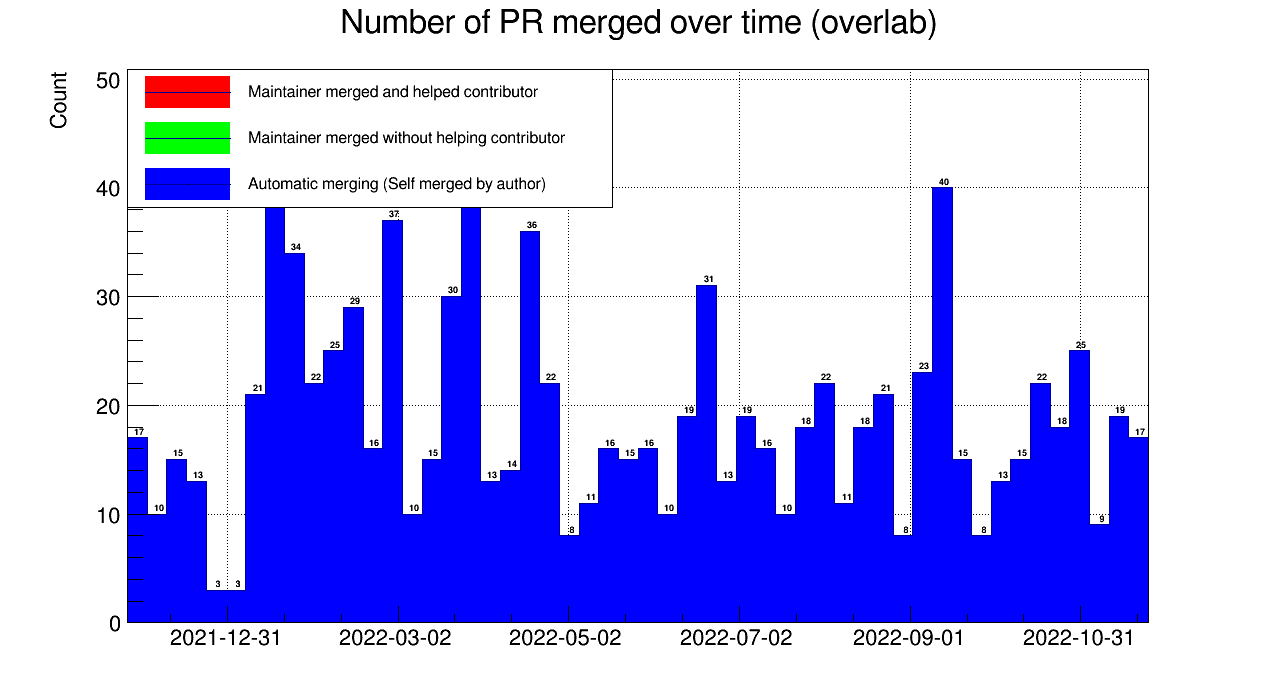 Number of PR merged over time (overlab)
Count
50
40
30
20
10
0
Maintainer merged and helped contributor
Maintainer merged without helping contributor
Automatic merging (Self merged by author)
17 10 15 13 3 3 21 34 22 25 29 16 37 10 15 30 13 14 36 22 8 11 16 15 16 10 19 31 13 19 16 10 18 22 11 18 21 8 23 40 15 8 13 15 22 18 25 9 19 17
2021-12-31 2022-03-02 2022-05-02 2022-07-02 2022-09-01 2022-10-31